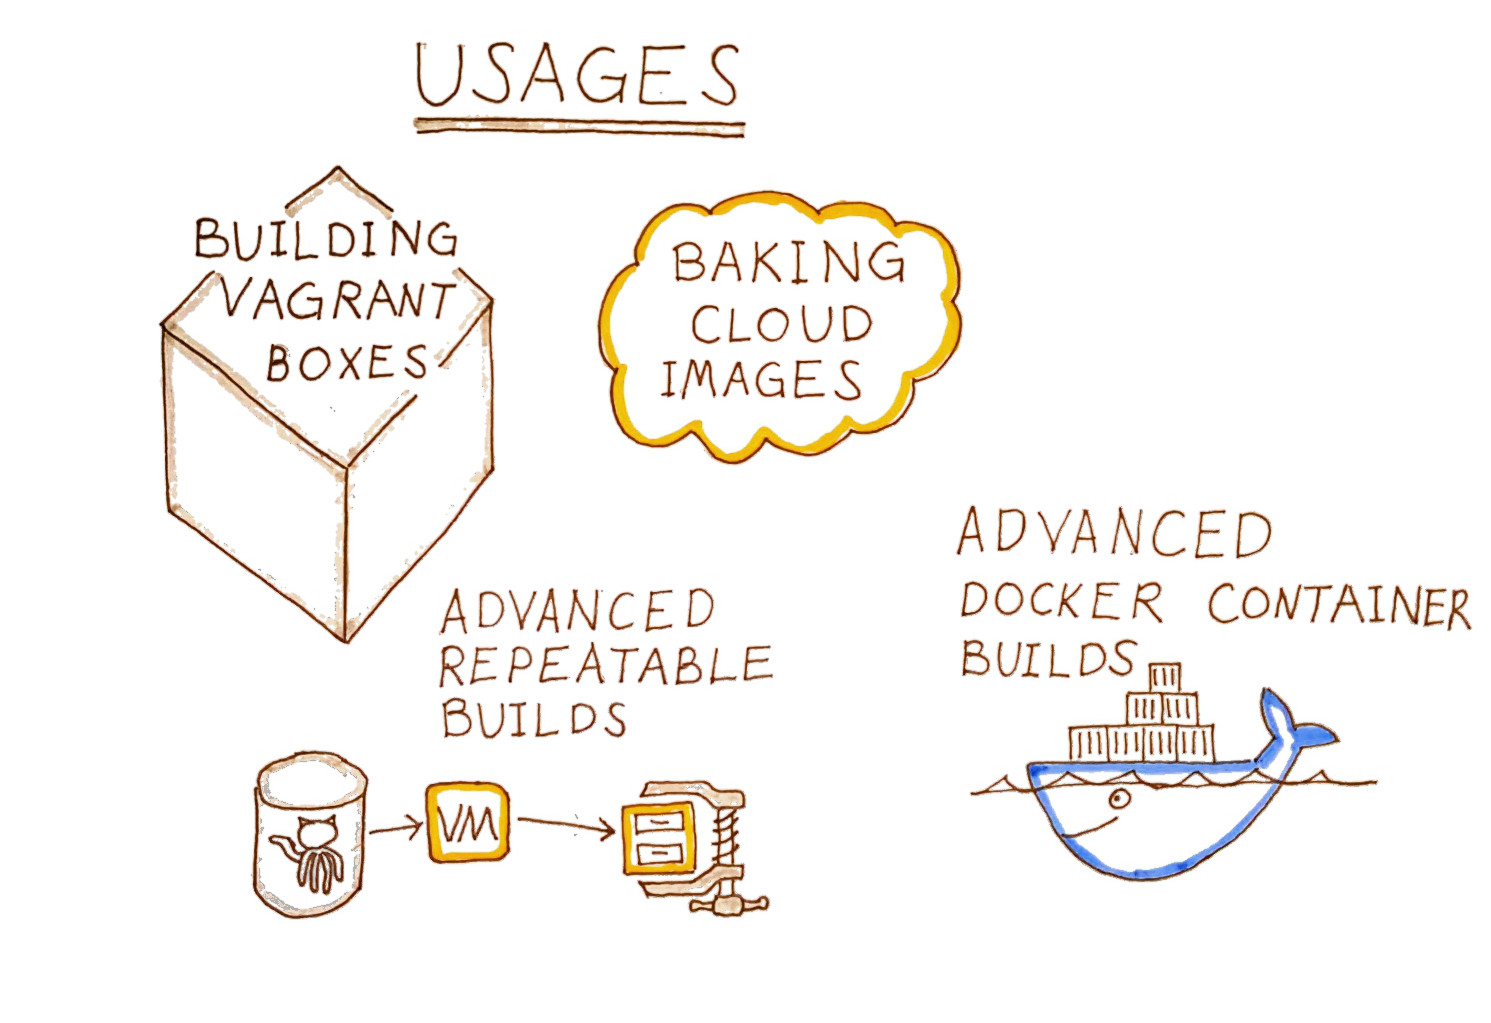 USAGES
BUILDING
VAGRANT
BOXES
BAKING
CLOUD
IMAGES
ADVANCED
REPEATABLE
BUILDS
VM
ADVANCED
DOCKER CONTAINER
BUILDS